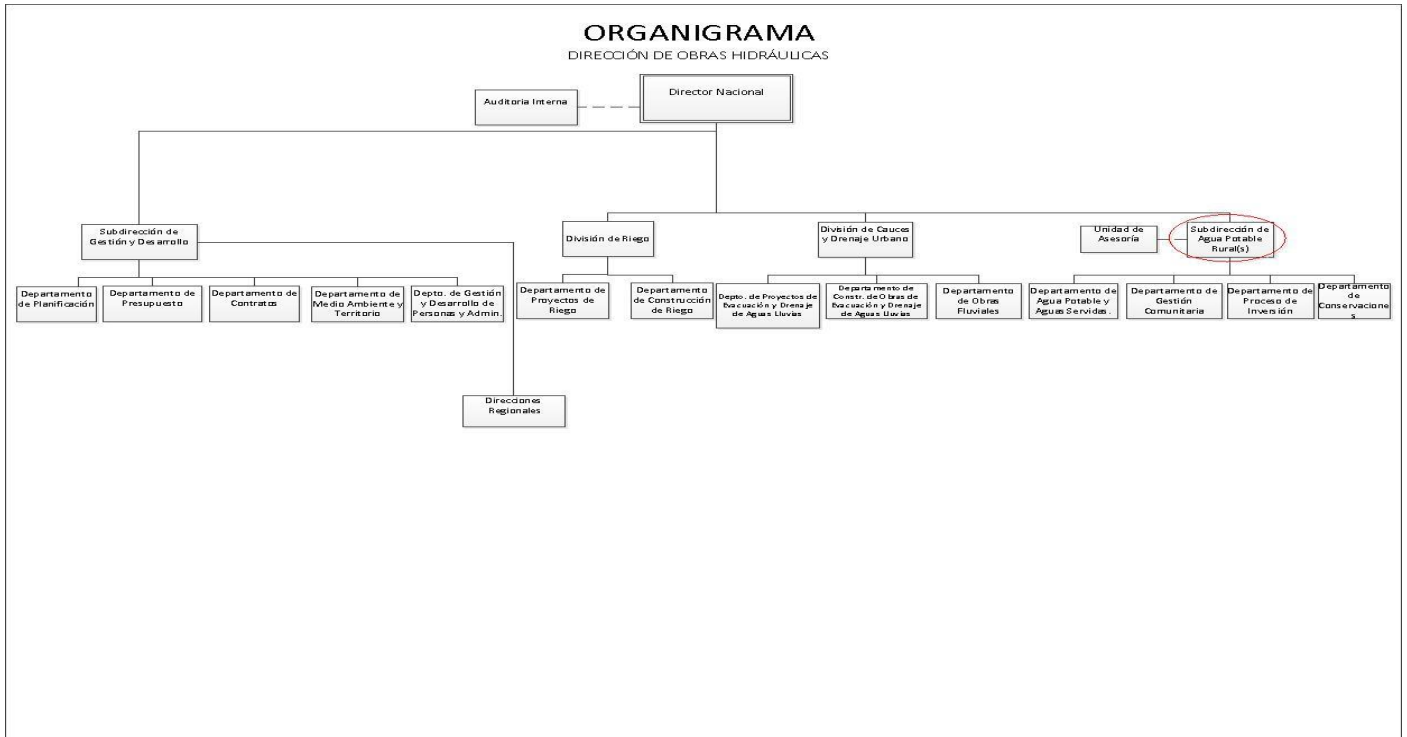 ORGANIGRAMA
DIRECCIÓN DE OBRAS HIDRÁULICAS
Director Nacional
Auditoria Interna
Subdirección de
Gestión y Desarrollo
División de Riego
División de Cauces
y Drenaje Urbano
Unidad de
Asesoría
Subdirección de
Agua Potable
Rural(s)
Departamento
de Planificación
Departamento de
Presupuesto
Departamento de
Contratos
Departamento de
Medio Ambiente y
Territorio
Depto. de Gestión
y Desarrollo de
Personas y Admin.
Departamento de
Proyectos de
Riego
Departamento
de Construcción
de Riego
Depto. de Proyectos de
Evacuación y Drenaje
de Aguas Lluvias
Departamento de
Constr. de Obras de
Evacuación y Drenaje
de Aguas Lluvias
Departamento
de Obras
Fluviales
Departamento de
Agua Potable y
Aguas Servidas.
Departamento de
Gestión
Comunitaria
Departamento de
Proceso de
Inversión
Departamento
de
Conservacione
s
Direcciones
Regionales